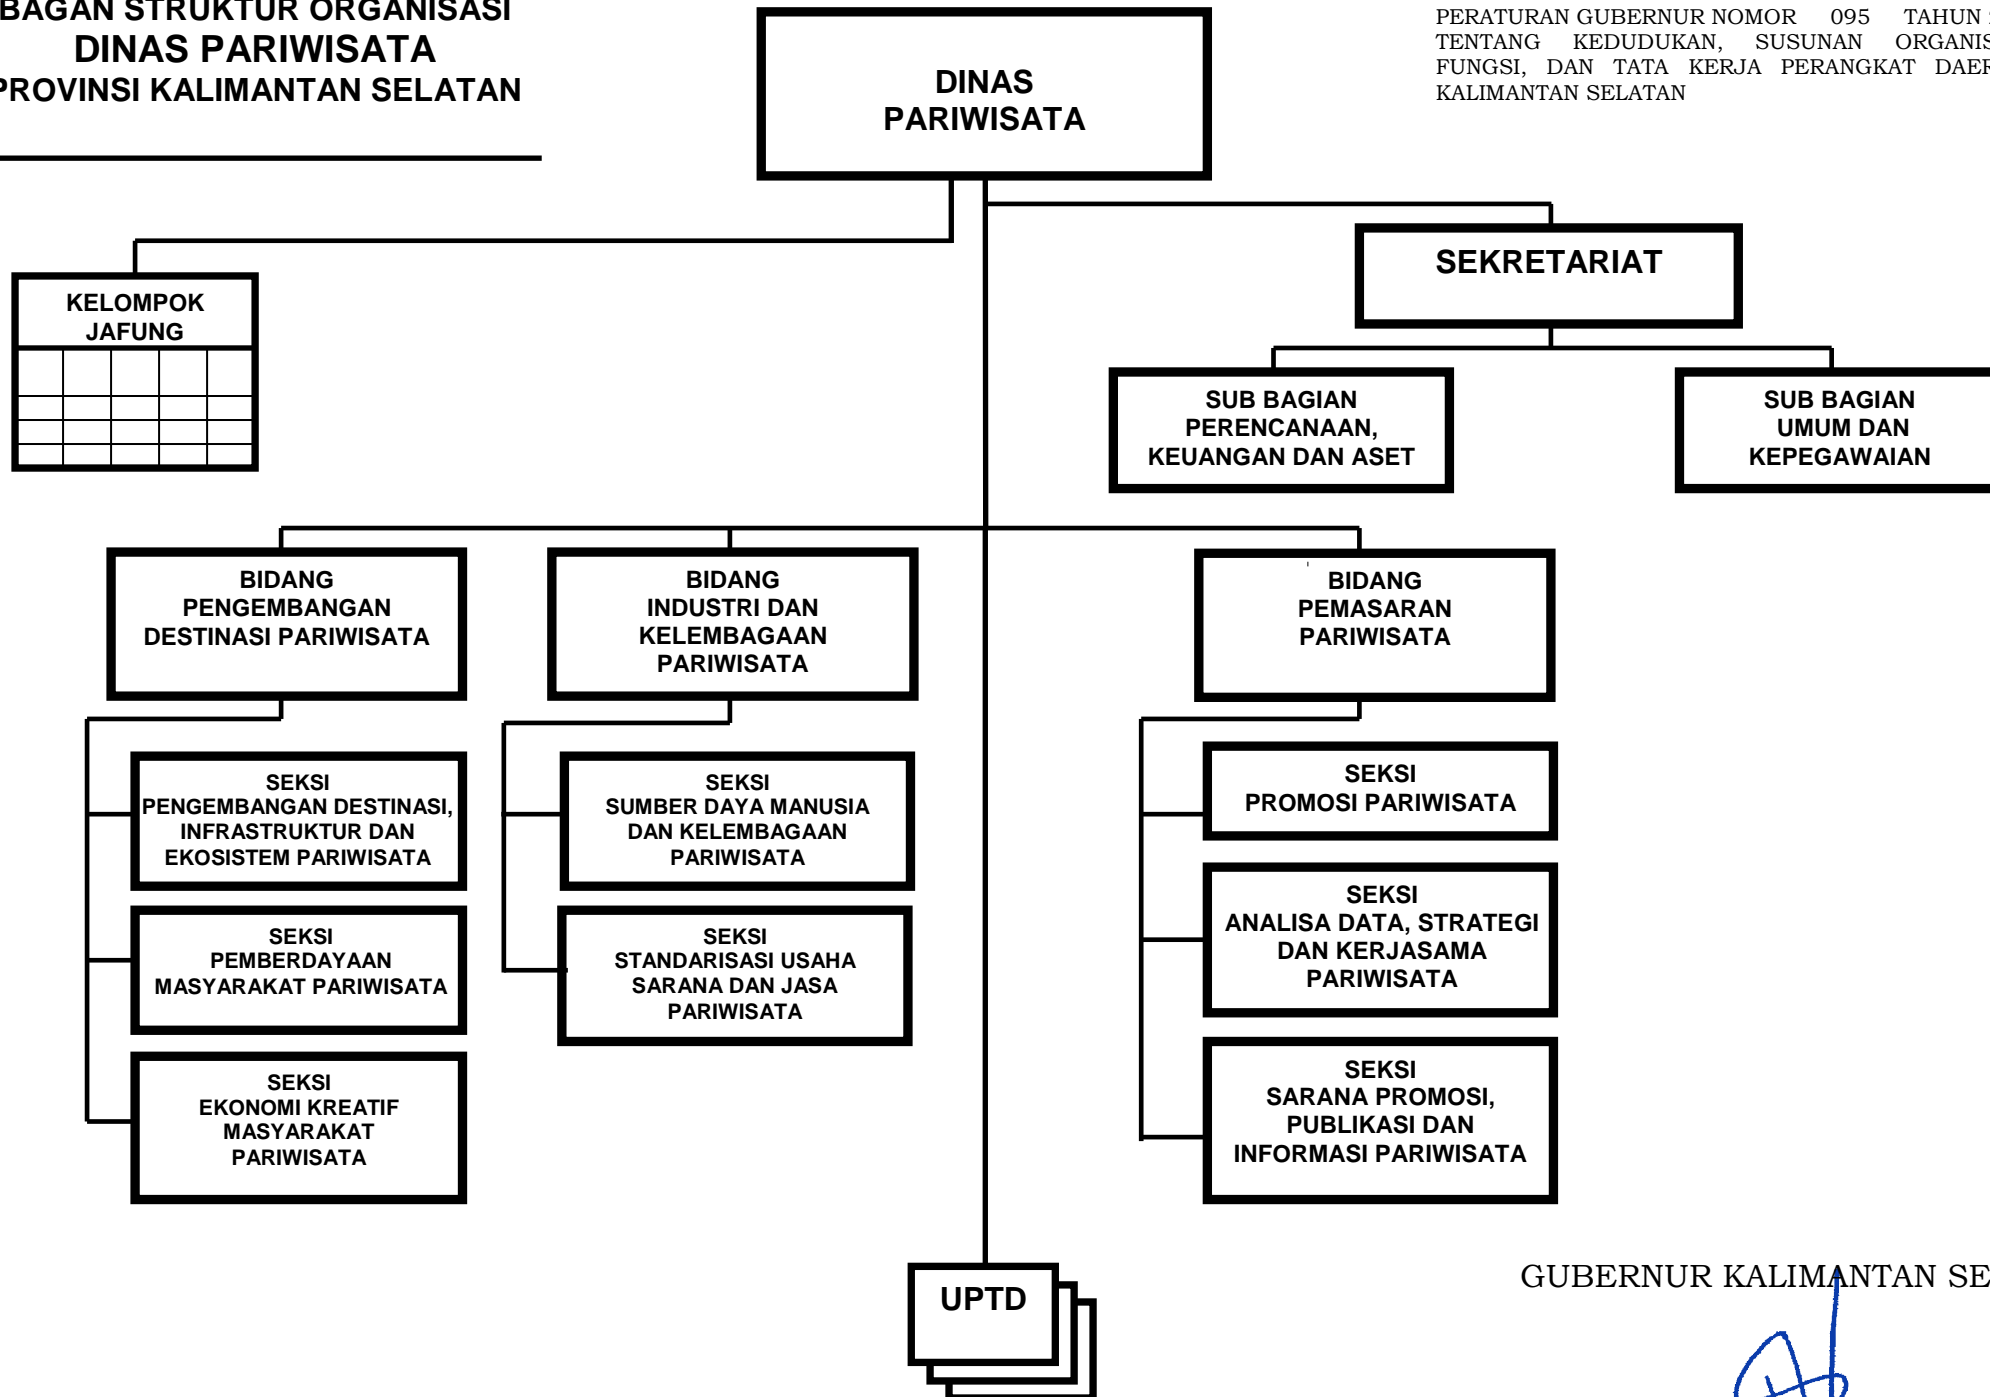 BAGAN STRUKTUR ORGANISASI
DINAS PARIWISATA
PROVINSI KALIMANTAN SELATAN
PERATURAN GUBERNUR NOMOR 095 TAHUN
TENTANG KEDUDUKAN, SUSUNAN ORGANIS
FUNGSI, DAN TATA KERJA PERANGKAT DAER
KALIMANTAN SELATAN
DINAS
PARIWISATA
SEKRETARIAT
KELOMPOK
JAFUNG
SUB BAGIAN
PERENCANAAN,
KEUANGAN DAN ASET
SUB BAGIAN
UMUM DAN
KEPEGAWAIAN
BIDANG
PENGEMBANGAN
DESTINASI PARIWISATA
BIDANG
INDUSTRI DAN
KELEMBAGAAN
PARIWISATA
BIDANG
PEMASARAN
PARIWISATA
SEKSI
PENGEMBANGAN DESTINASI,
INFRASTRUKTUR DAN
EKOSISTEM PARIWISATA
SEKSI
PEMBERDAYAAN
MASYARAKAT PARIWISATA
SEKSI
EKONOMI KREATIF
MASYARAKAT
PARIWISATA
SEKSI
SUMBER DAYA MANUSIA
DAN KELEMBAGAAN
PARIWISATA
SEKSI
STANDARISASI USAHA
SARANA DAN JASA
PARIWISATA
SEKSI
PROMOSI PARIWISATA
SEKSI
ANALISA DATA, STRATEGI
DAN KERJASAMA
PARIWISATA
SEKSI
SARANA PROMOSI,
PUBLIKASI DAN
INFORMASI PARIWISATA
UPTD
GUBERNUR KALIMANTAN SE